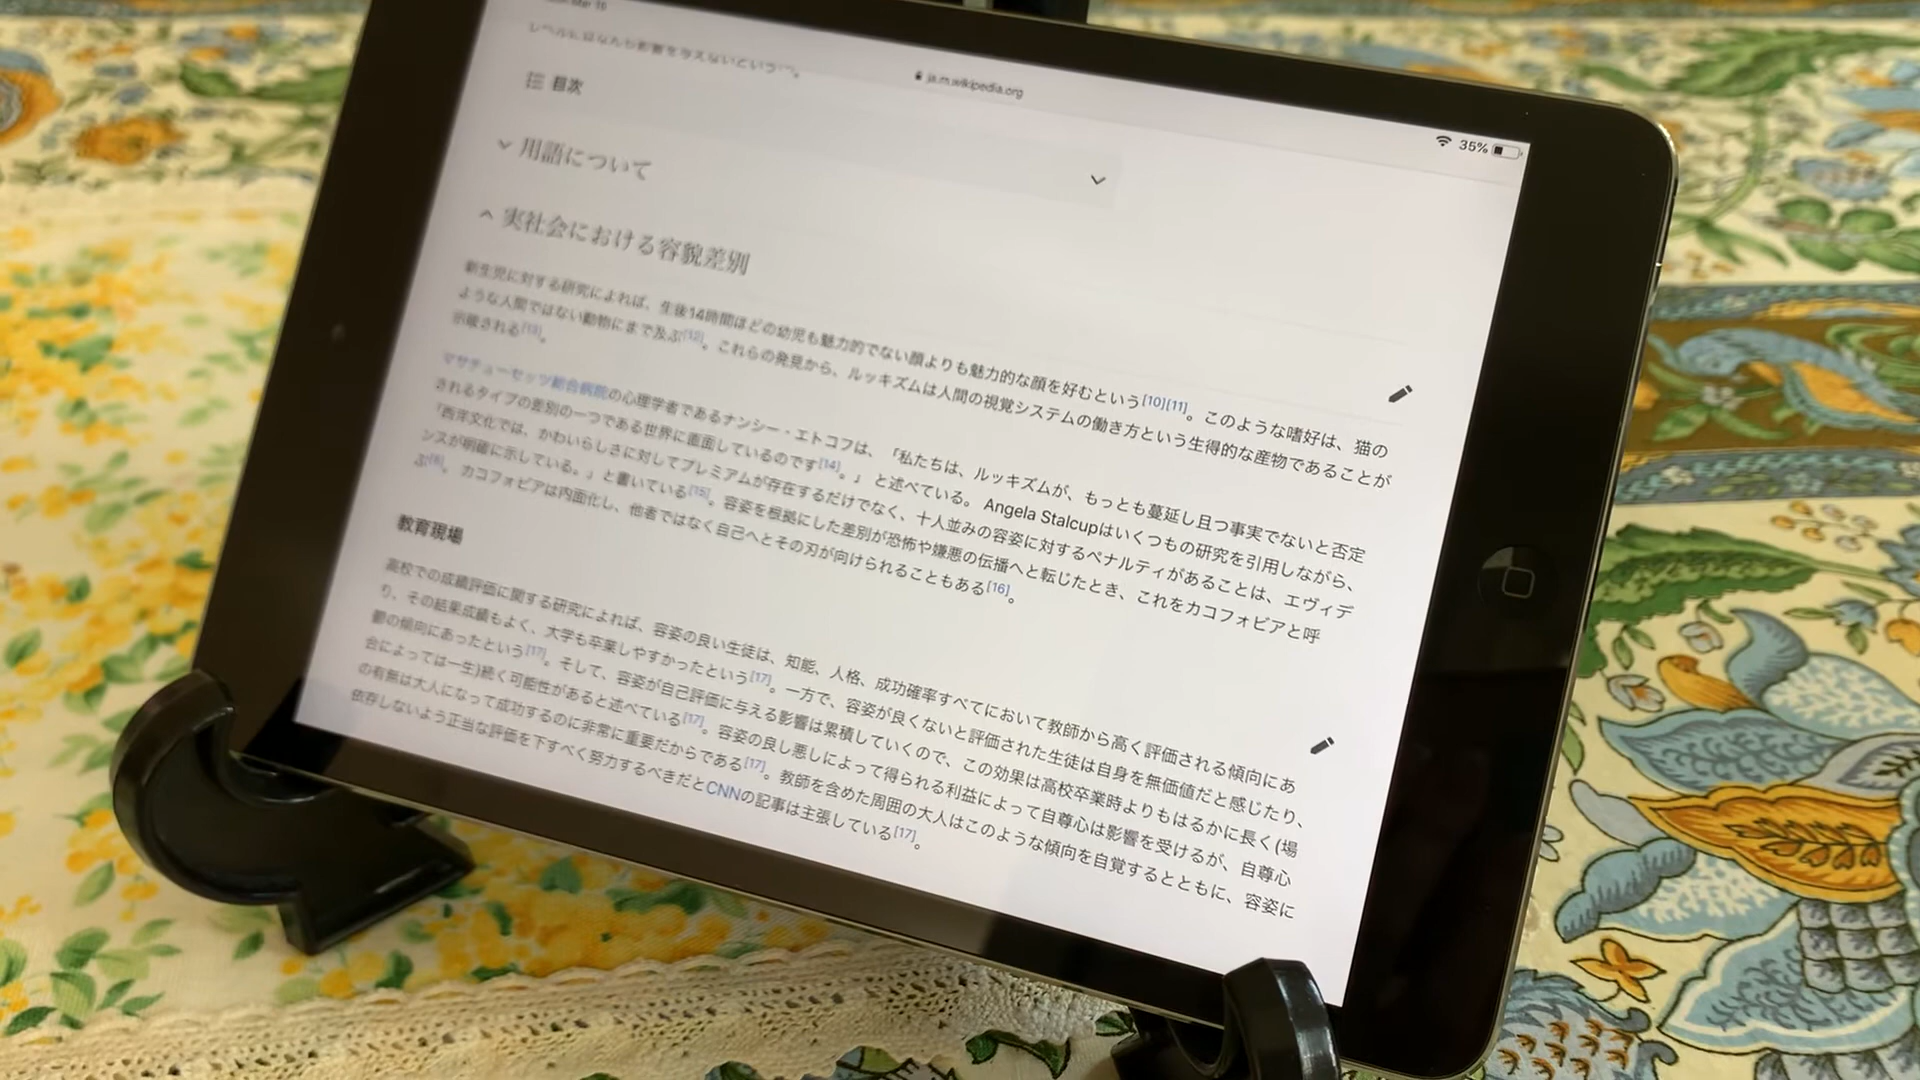 レベルにはなんら影響を与えないという
ja.m.wikipedia.org
35%
目次
用語について
実社会における容貌差別
新生児に対する研究によれば、生後14時間ほどの幼児も魅力的でない顔よりも魅力的な顔を好むという[10][11]。このような嗜好は、猫の
ような人間ではない動物にまで及ぶ[12]。これらの発見から、ルッキズムは人間の視覚システムの働き方という生得的な産物であることが
示唆される[13]。
マサチューセッツ総合病院の心理学者であるナンシー・エトコフは、「私たちは、ルッキズムが、もっとも蔓延し且つ事実でないと否定
されるタイプの差別の一つである世界に直面しているのです[14]。」と述べている。 Angela Stalcupはいくつもの研究を引用しながら、
「西洋文化では、かわいらしさに対してプレミアムが存在するだけでなく、十人並みの容姿に対するペナルティがあることは、エヴィデ
ンスが明確に示している。」と書いている[15]。容姿を根拠にした差別が恐怖や嫌悪の伝播へと転じたとき、これをカコフォビアと呼
ぶ[6]。 カコフォビアは内面化し、他者ではなく自己へとその刃が向けられることもある[16]。
教育現場
高校での成績評価に関する研究によれば、容姿の良い生徒は、知能、人格、成功確率すべてにおいて教師から高く評価される傾向にあ
り、その結果成績もよく、大学も卒業しやすかったという[17]。一方で、容姿が良くないと評価された生徒は自身を無価値だと感じたり、
鬱の傾向にあったという[17]。そして、容姿が自己評価に与える影響は累積していくので、この効果は高校卒業時よりもはるかに長く(場
合によっては一生)続く可能性があると述べている[17]。容姿の良し悪しによって得られる利益によって自尊心は影響を受けるが、自尊心
の有無は大人になって成功するのに非常に重要だからである[17]。教師を含めた周囲の大人はこのような傾向を自覚するとともに、容姿に
依存しないよう正当な評価を下すべく努力するべきだとCNNの記事は主張している[17]。